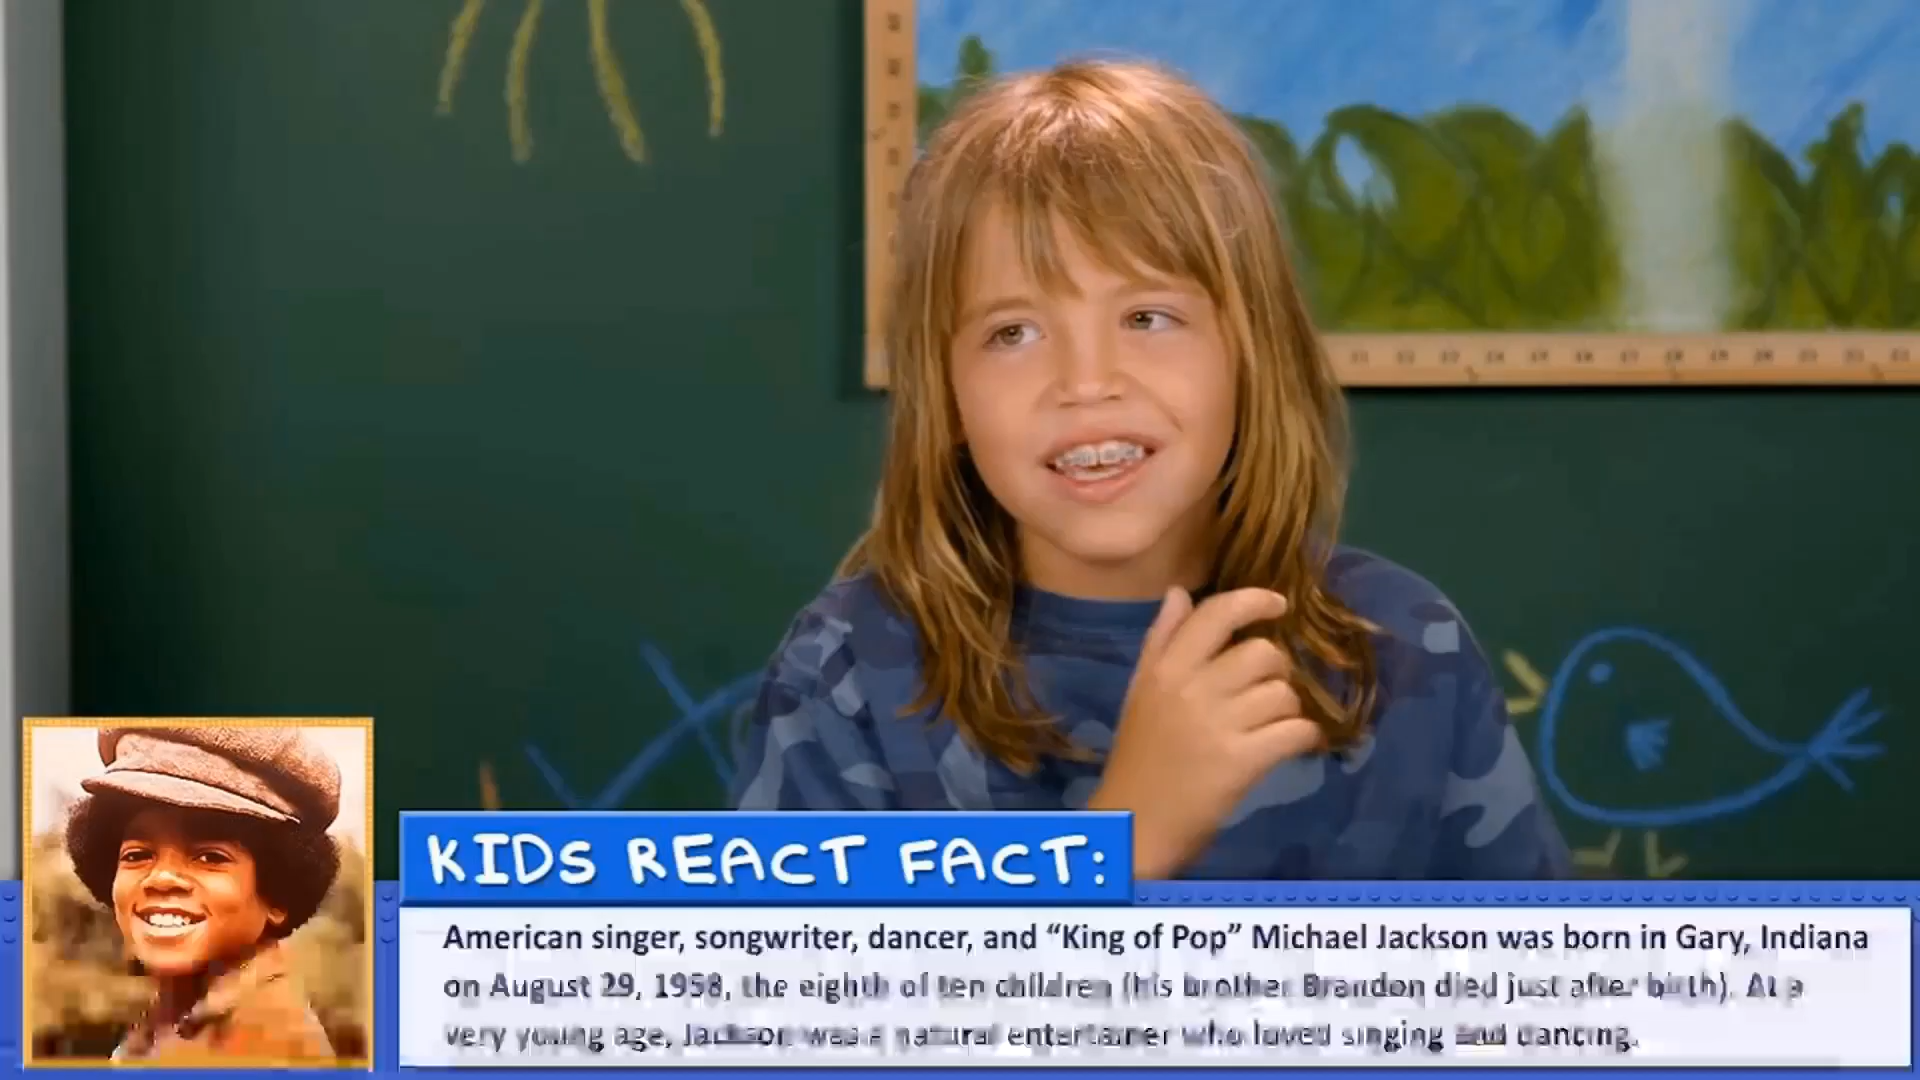 KIDS REACT FACT:
American singer, songwriter, dancer, and “King of Pop” Michael Jackson was born in Gary, Indiana
on August 29, 1958, the eighth of ten children (his brother Brandon died just after birth). At a
very young age, Jackson was a natural entertainer who loved singing and dancing.